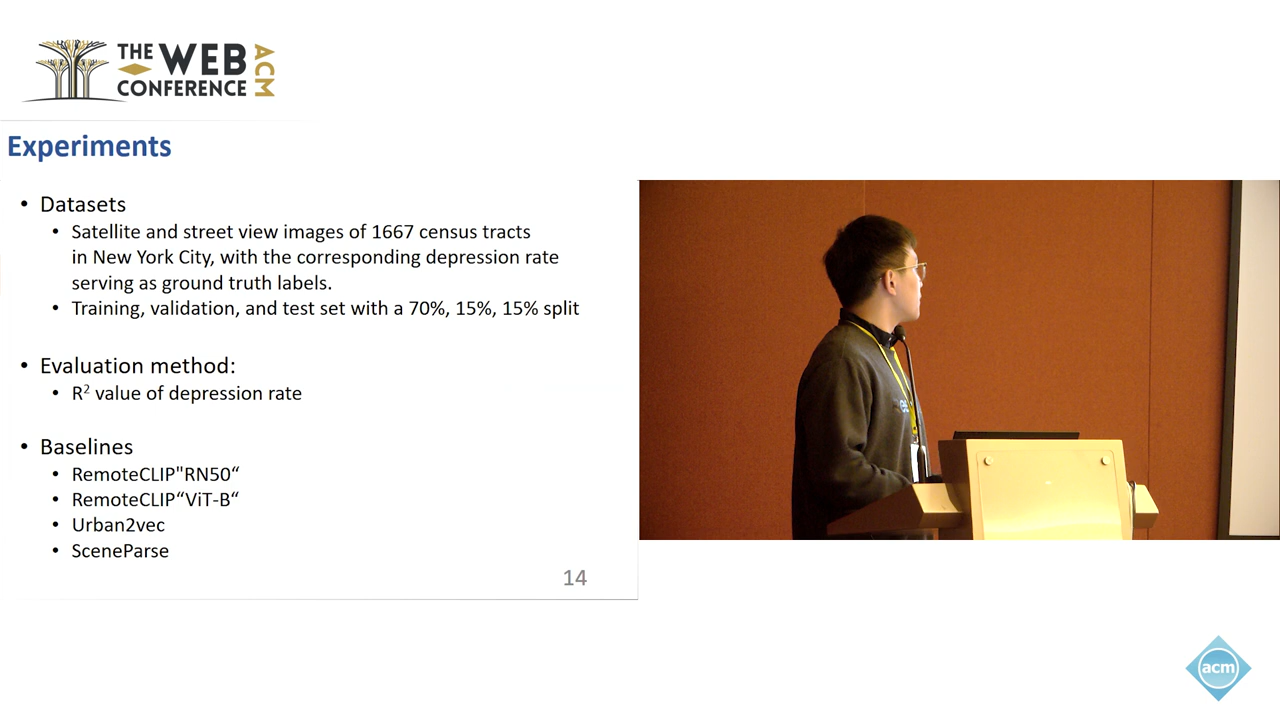 THE WEB
CONFERENCE
ACM
Experiments
• Datasets
• Satellite and street view images of 1667 census tracts
in New York City, with the corresponding depression rate
serving as ground truth labels.
• Training, validation, and test set with a 70%, 15%, 15% split
• Evaluation method:
• R² value of depression rate
• Baselines
• RemoteCLIP"RN50“
• RemoteCLIP“ViT-B“
• Urban2vec
• SceneParse
14
acm